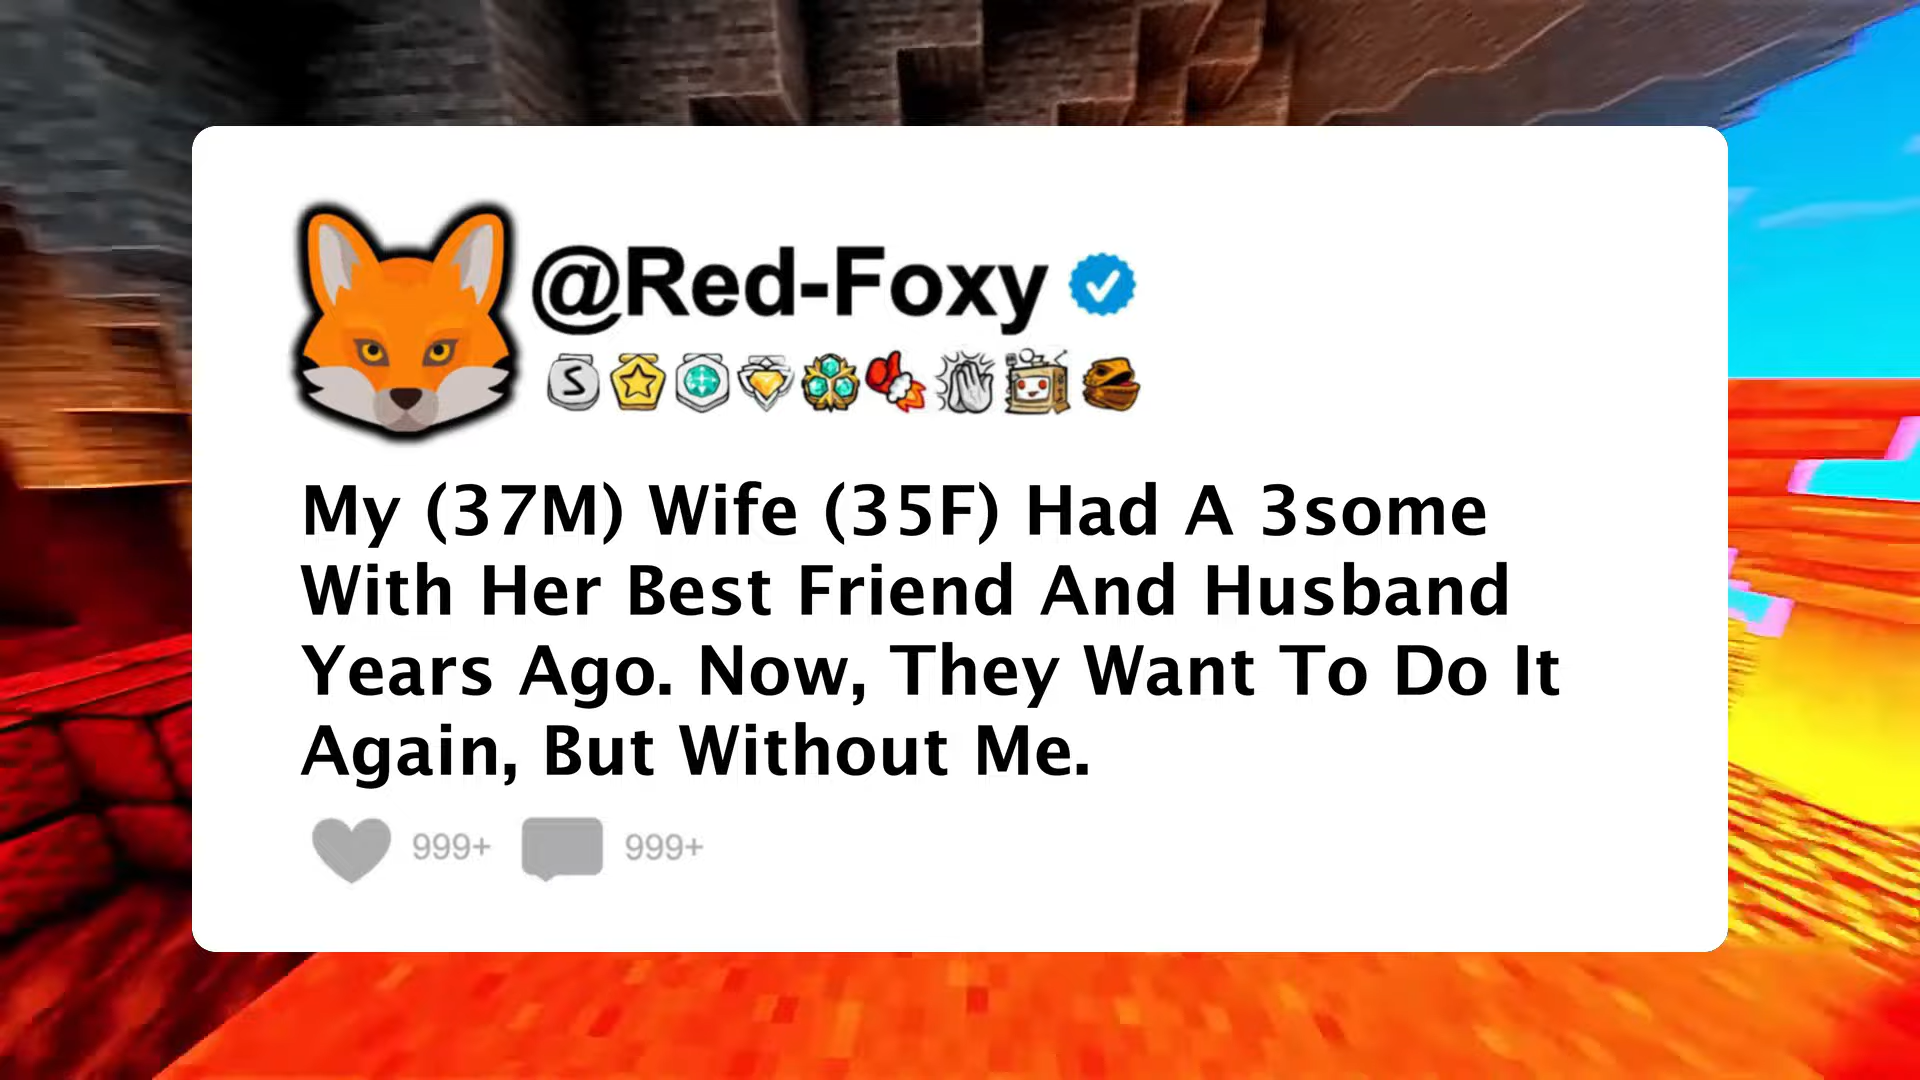 @Red-Foxy
My (37M) Wife (35F) Had A 3some
With Her Best Friend And Husband
Years Ago. Now, They Want To Do It
Again, But Without Me.
999+ 999+